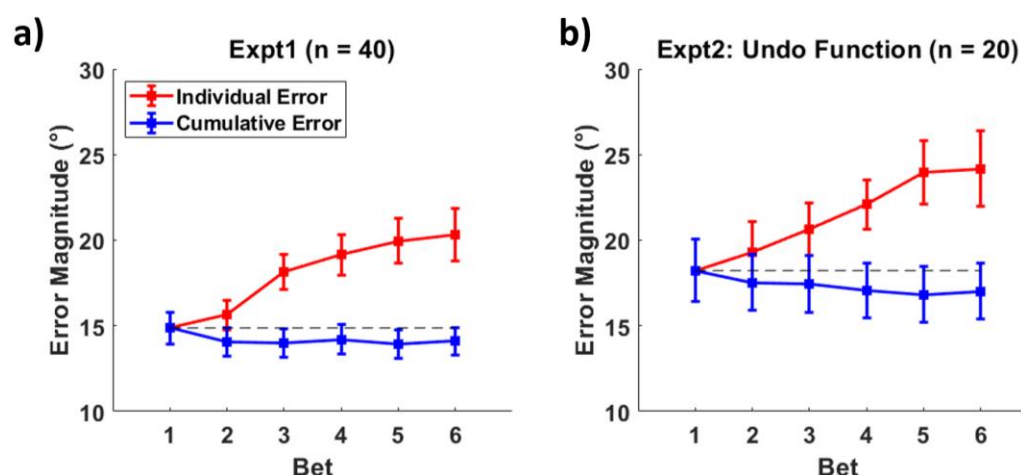 a)
Expt1 (n = 40)
30
25
20
15
10
Error Magnitude (°)
Individual Error
Cumulative Error
1 2 3 4 5 6
Bet
b)
Expt2: Undo Function (n = 20)
30
25
20
15
10
Error Magnitude (°)
1 2 3 4 5 6
Bet